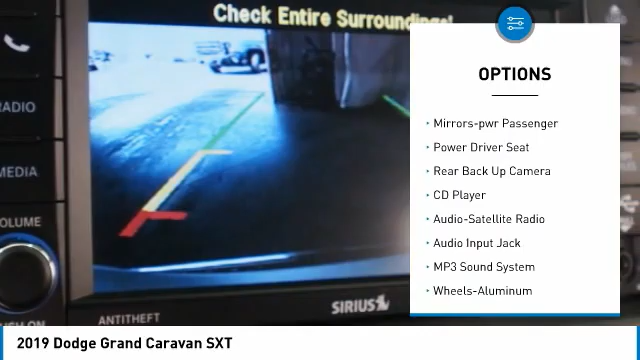 Check Entire Surroundings!
RADIO
MEDIA
VOLUME
ANTITHEFT
SIRIUS
OPTIONS
Mirrors-pwr Passenger
Power Driver Seat
Rear Back Up Camera
CD Player
Audio-Satellite Radio
Audio Input Jack
MP3 Sound System
Wheels-Aluminum
2019 Dodge Grand Caravan SXT